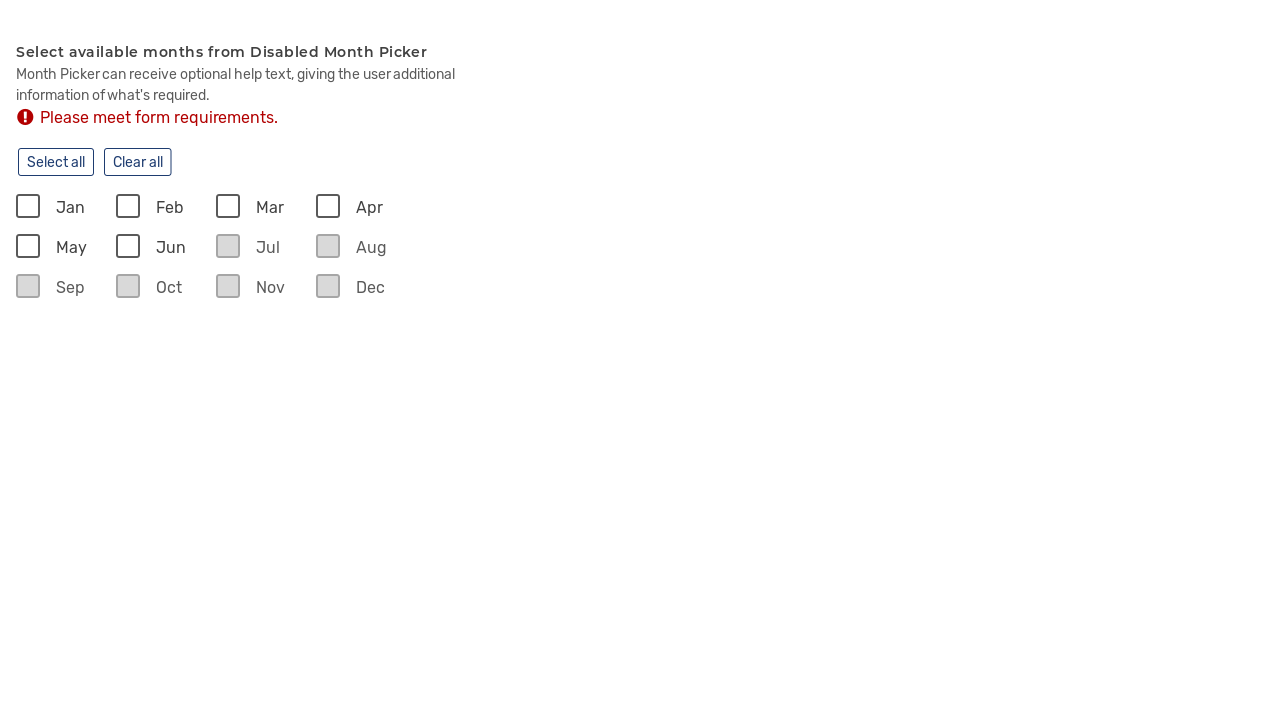 Select available months from Disabled Month Picker
Month Picker can receive optional help text, giving the user additional
information of what's required.
Please meet form requirements.
Select all Clear all
Jan Feb Mar Apr
May Jun Jul Aug
Sep Oct Nov Dec